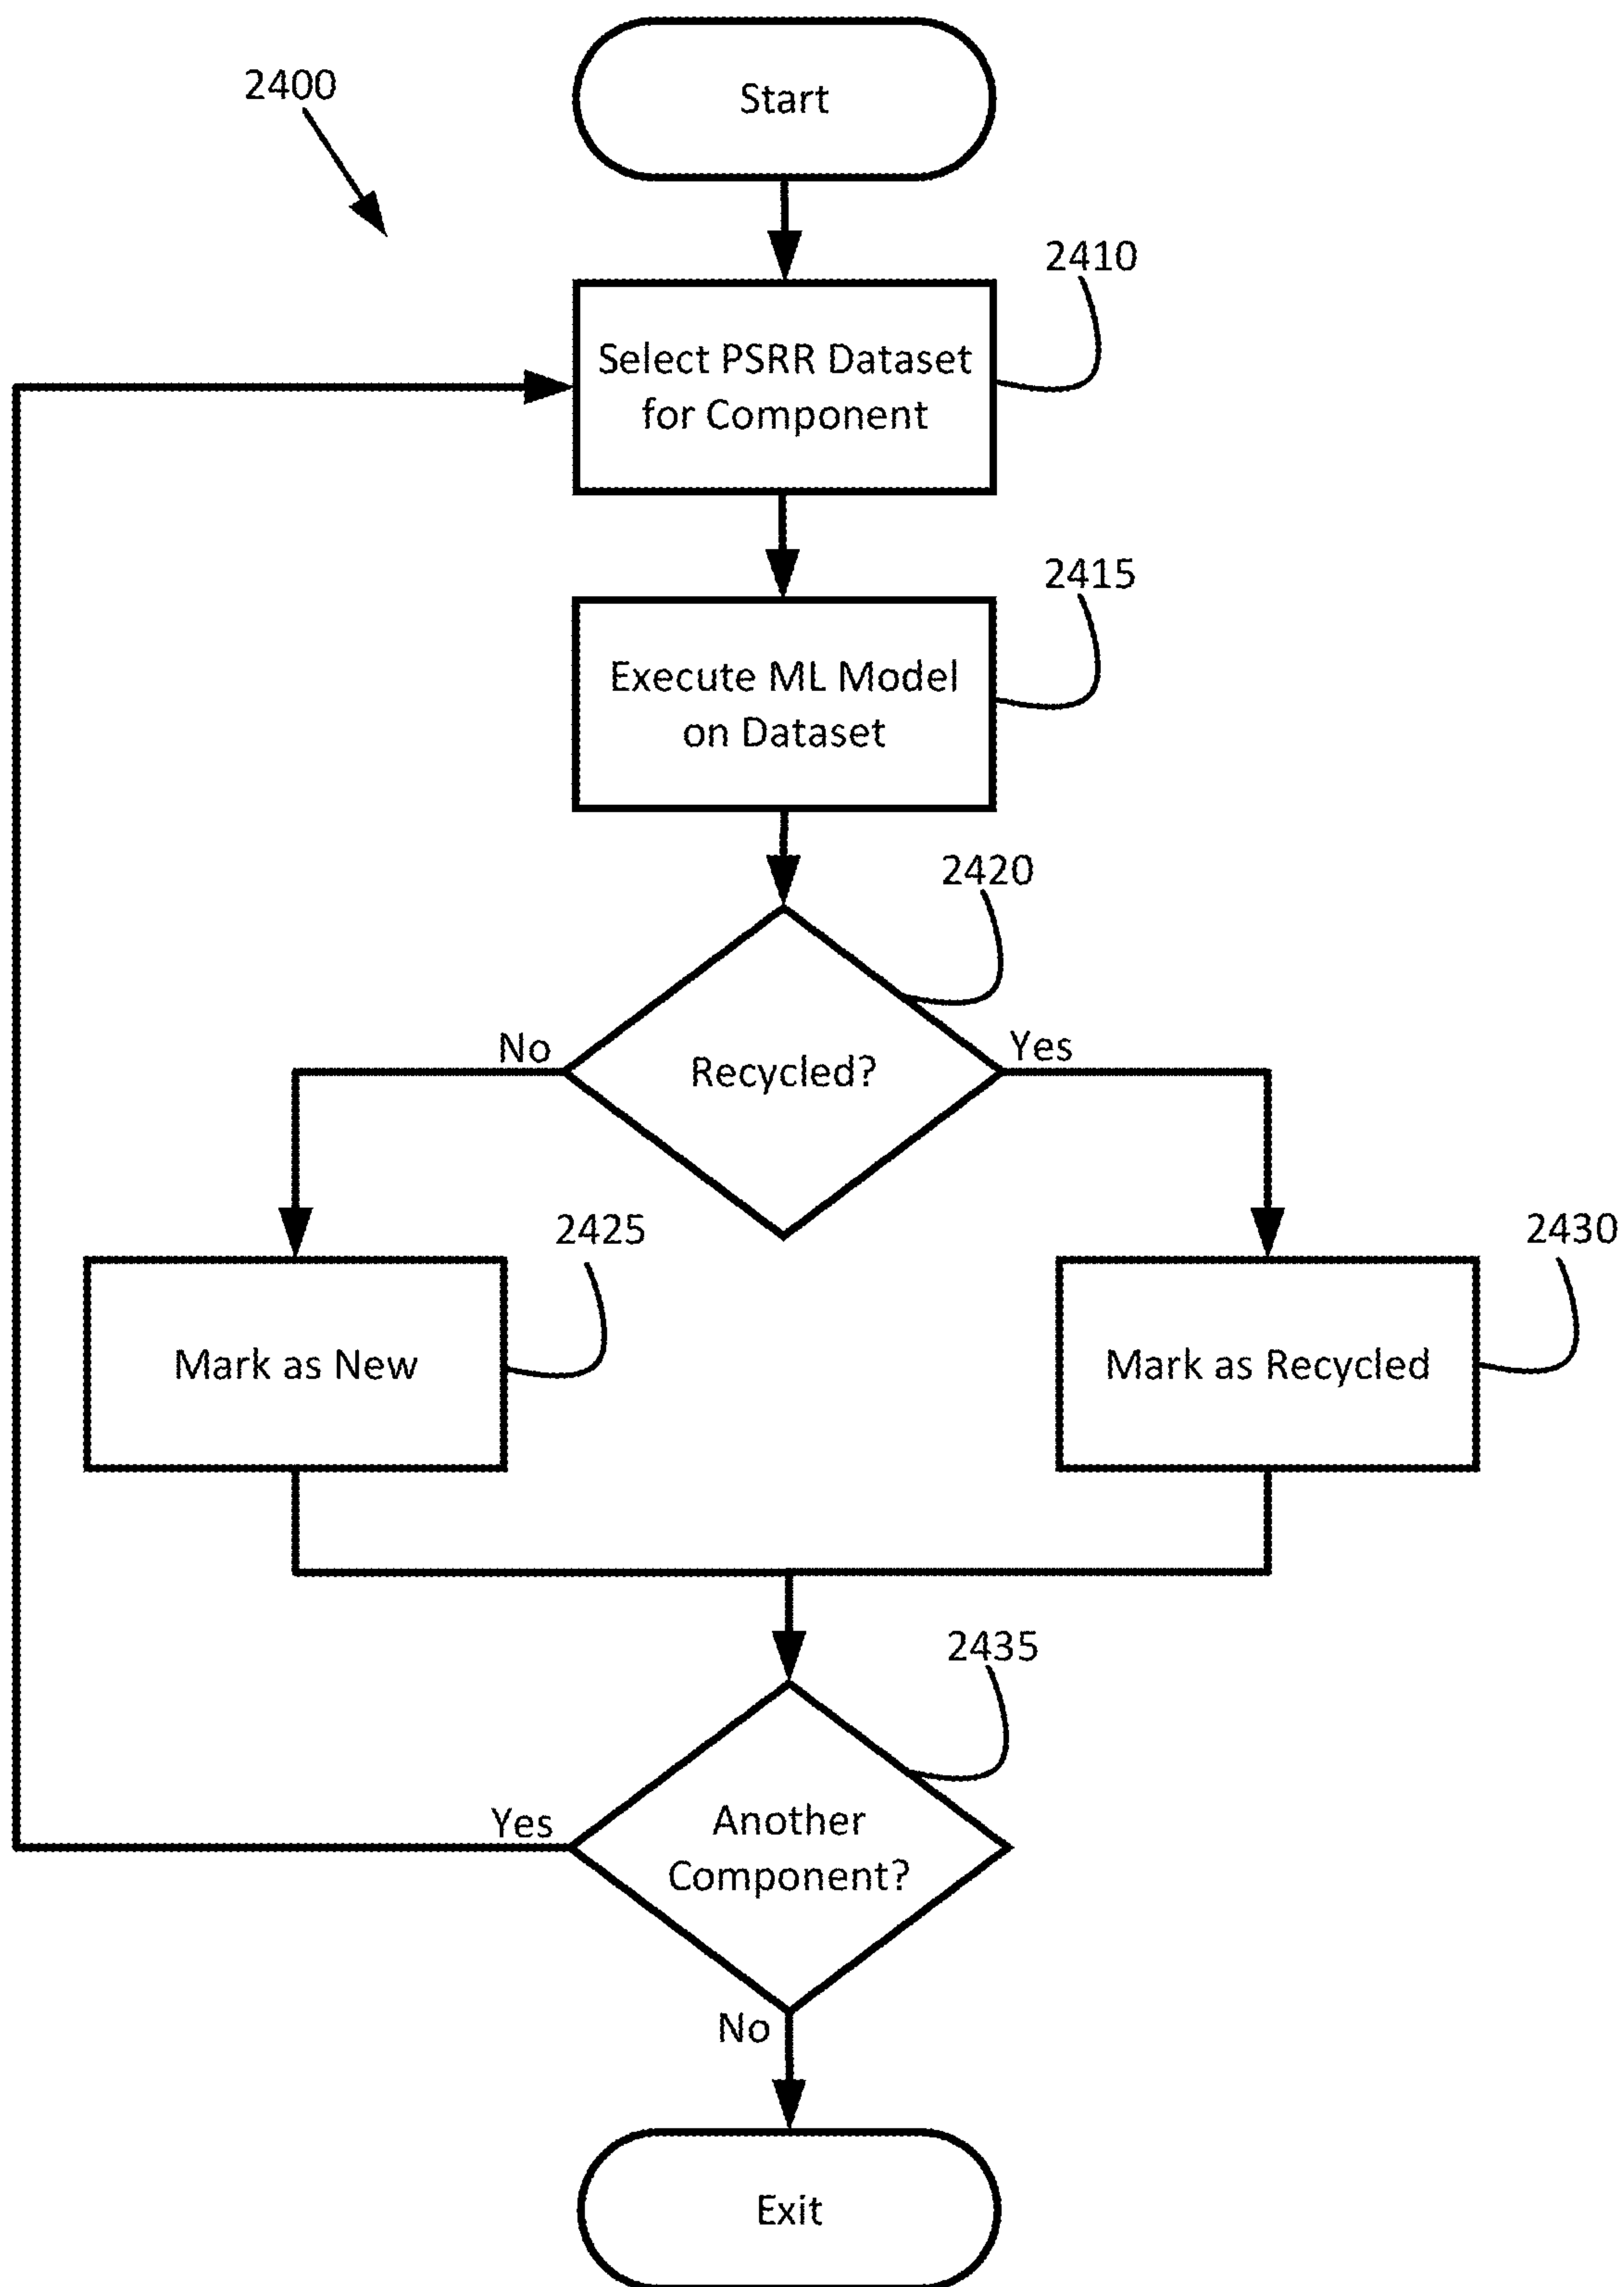 2400
Start
2410
Select PSRR Dataset
for Component
2415
Execute ML Model
on Dataset
2420
No
Recycled?
Yes
2425
2430
Mark as New
Mark as Recycled
2435
Yes
Another
Component?
No
Exit